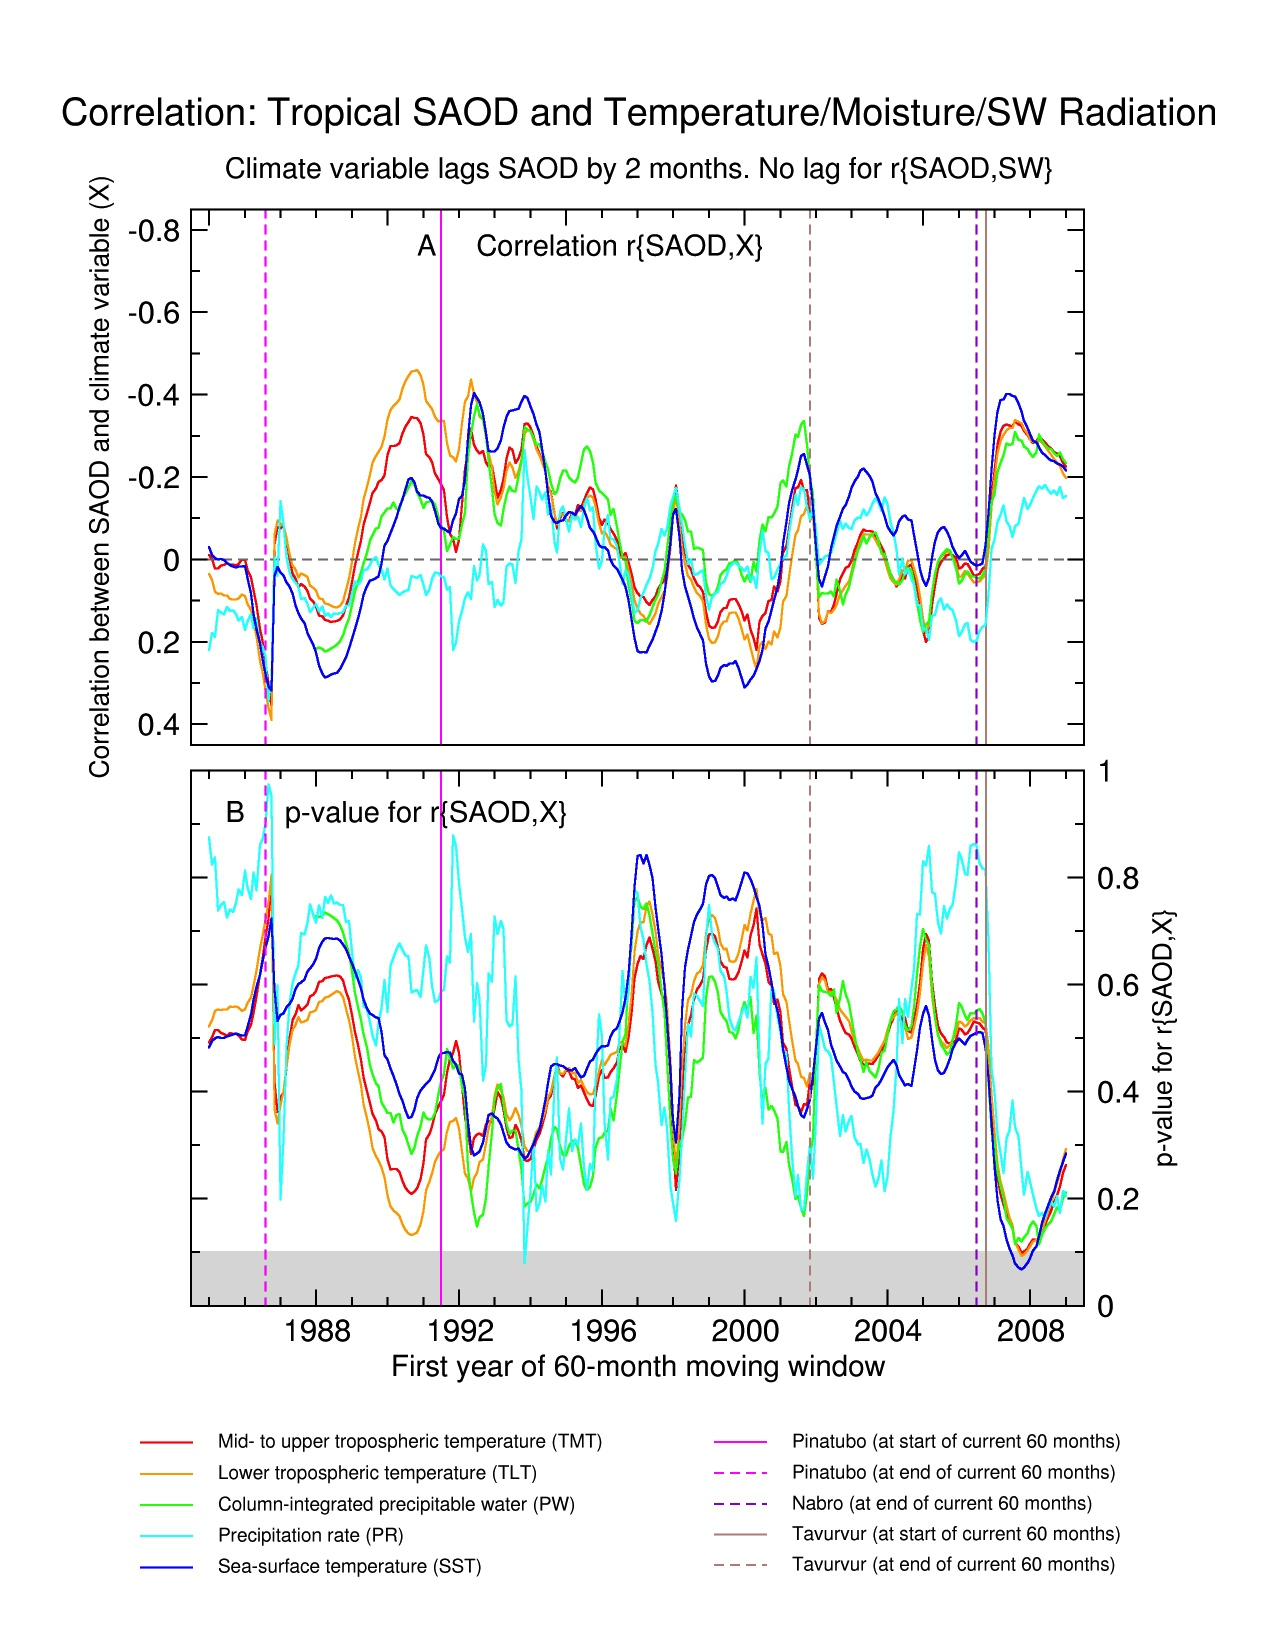 Correlation: Tropical SAOD and Temperature/Moisture/SW Radiation
Climate variable lags SAOD by 2 months. No lag for r{SAOD,SW}
Correlation between SAOD and climate variable (X)
-0.8
-0.6
-0.4
-0.2
0
0.2
0.4
A Correlation r{SAOD,X}
B p-value for r{SAOD,X}
1
0.8
0.6
0.4
0.2
0
p-value for r{SAOD,X}
1988 1992 1996 2000 2004 2008
First year of 60-month moving window
Mid- to upper tropospheric temperature (TMT)
Lower tropospheric temperature (TLT)
Column-integrated precipitable water (PW)
Precipitation rate (PR)
Sea-surface temperature (SST)
Pinatubo (at start of current 60 months)
Pinatubo (at end of current 60 months)
Nabro (at end of current 60 months)
Tavurvur (at start of current 60 months)
Tavurvur (at end of current 60 months)